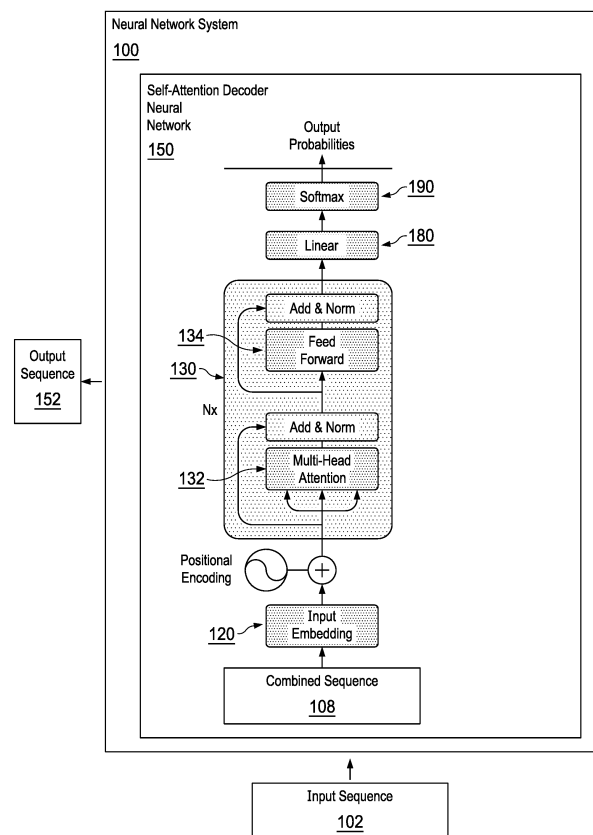 Neural Network System
100
Self-Attention Decoder
Neural
Network
150
Output
Probabilities
Softmax
190
Linear
180
Add & Norm
134
Feed
Forward
130
Output
Sequence
152
Nx
Add & Norm
132
Multi-Head
Attention
Positional
Encoding
+
120
Input
Embedding
Combined Sequence
108
Input Sequence
102